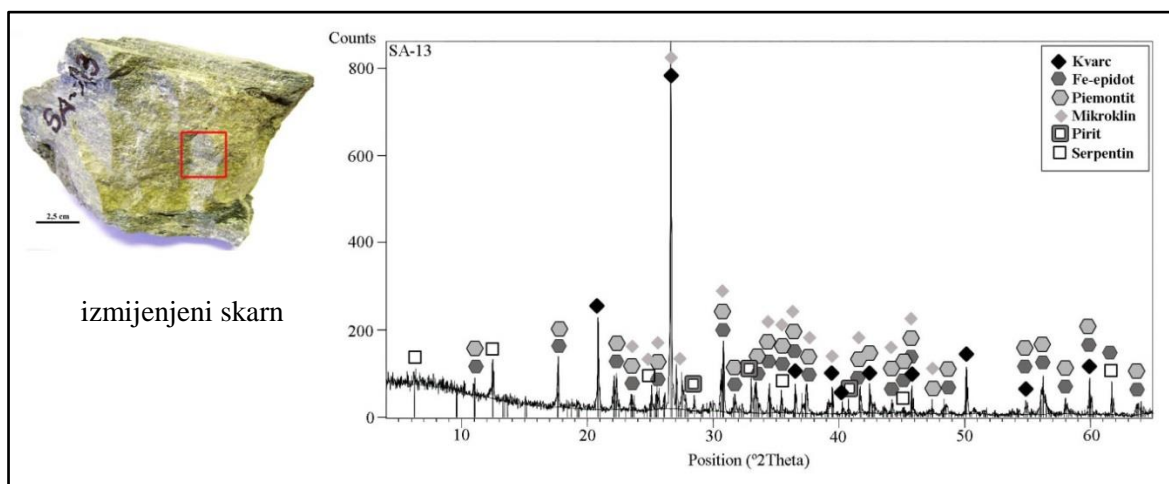 SA-13
2,5 cm
izmijenjeni skarn
Counts
SA-13
800
600
400
200
0
10
20
30
40
50
60
Position (°2Theta)
Kvarc
Fe-epidot
Piemontit
Mikroklin
Pirit
Serpentin